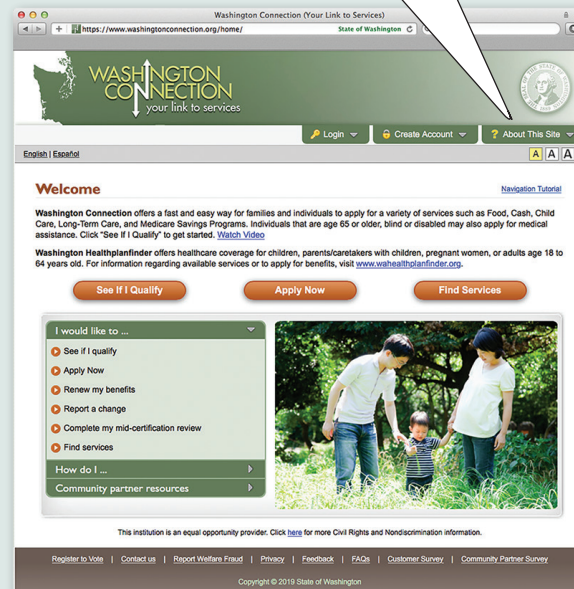 Washington Connection (Your Link to Services)
https://www.washingtonconnection.org/home/
State of Washington
WASHINGTON
CONNECTION
your link to services
Login
Create Account
? About This Site
English | Español
A A A
Welcome
Navigation Tutorial
Washington Connection offers a fast and easy way for families and individuals to apply for a variety of services such as Food, Cash, Child
Care, Long-Term Care, and Medicare Savings Programs. Individuals that are age 65 or older, blind or disabled may also apply for medical
assistance. Click "See If I Qualify" to get started. Watch Video
Washington Healthplanfinder offers healthcare coverage for children, parents/caretakers with children, pregnant women, or adults age 18 to
64 years old. For information regarding available services or to apply for benefits, visit www.wahealthplanfinder.org.
See If I Qualify
Apply Now
Find Services
I would like to ...
See if I qualify
Apply Now
Renew my benefits
Report a change
Complete my mid-certification review
Find services
How do I ...
Community partner resources
This institution is an equal opportunity provider. Click here for more Civil Rights and Nondiscrimination information.
Register to Vote | Contact us | Report Welfare Fraud | Privacy | Feedback | FAQs | Customer Survey | Community Partner Survey
Copyright © 2019 State of Washington